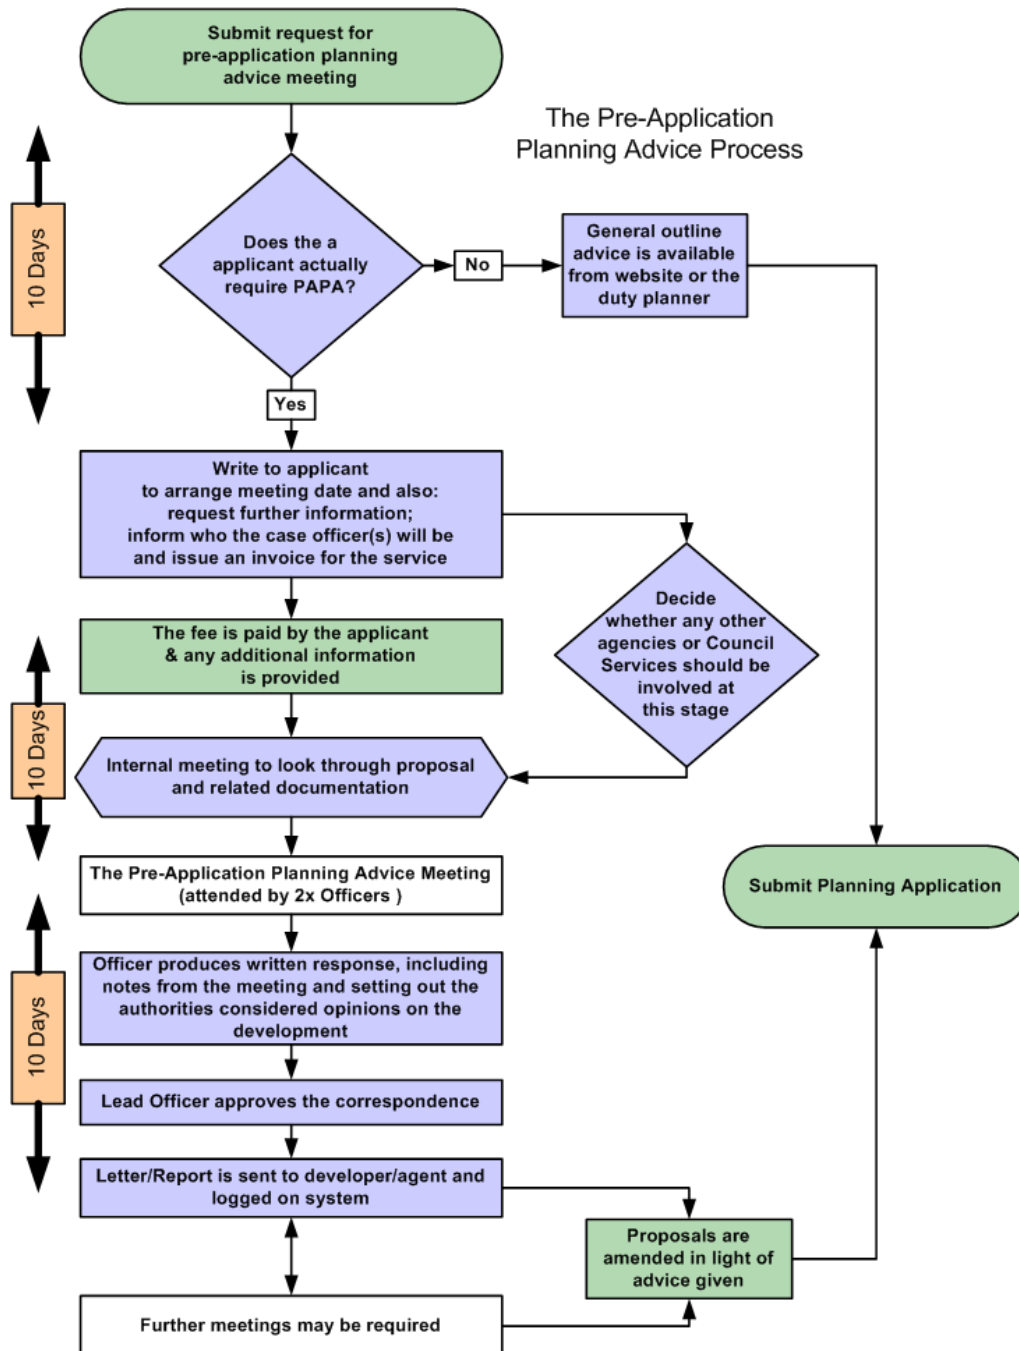 Submit request for
pre-application planning
advice meeting
The Pre-Application
Planning Advice Process
10 Days
Does the a
applicant actually
require PAPA?
No
General outline
advice is available
from website or the
duty planner
Yes
Write to applicant
to arrange meeting date and also:
request further information;
inform who the case officer(s) will be
and issue an invoice for the service
Decide
whether any other
agencies or Council
Services should be
involved at
this stage
The fee is paid by the applicant
& any additional information
is provided
10 Days
Internal meeting to look through proposal
and related documentation
The Pre-Application Planning Advice Meeting
(attended by 2x Officers )
Submit Planning Application
10 Days
Officer produces written response, including
notes from the meeting and setting out the
authorities considered opinions on the
development
Lead Officer approves the correspondence
Letter/Report is sent to developer/agent and
logged on system
Proposals are
amended in light of
advice given
Further meetings may be required